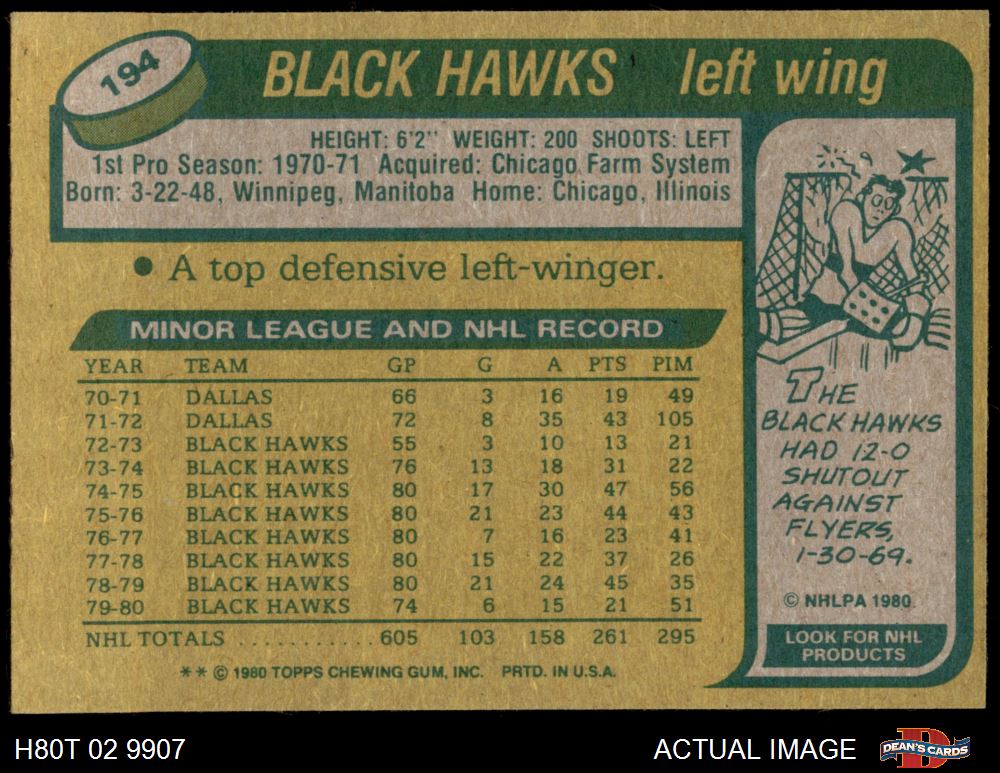 194
BLACK HAWKS left wing
HEIGHT: 6'2" WEIGHT: 200 SHOOTS: LEFT
1st Pro Season: 1970-71 Acquired: Chicago Farm System
Born: 3-22-48, Winnipeg, Manitoba Home: Chicago, Illinois
• A top defensive left-winger.
MINOR LEAGUE AND NHL RECORD
YEAR TEAM GP G A PTS PIM
70-71 DALLAS 66 3 16 19 49
71-72 DALLAS 72 8 35 43 105
72-73 BLACK HAWKS 55 3 10 13 21
73-74 BLACK HAWKS 76 13 18 31 22
74-75 BLACK HAWKS 80 17 30 47 56
75-76 BLACK HAWKS 80 21 23 44 43
76-77 BLACK HAWKS 80 7 16 23 41
77-78 BLACK HAWKS 80 15 22 37 26
78-79 BLACK HAWKS 80 21 24 45 35
79-80 BLACK HAWKS 74 6 15 21 51
NHL TOTALS .......... 605 103 158 261 295
** © 1980 TOPPS CHEWING GUM, INC. PRTD. IN U.S.A.
THE
BLACK HAWKS
HAD 12-0
SHUTOUT
AGAINST
FLYERS,
1-30-69.
© NHLPA 1980
LOOK FOR NHL
PRODUCTS
H80T 02 9907
ACTUAL IMAGE
D
DEAN'S CARDS